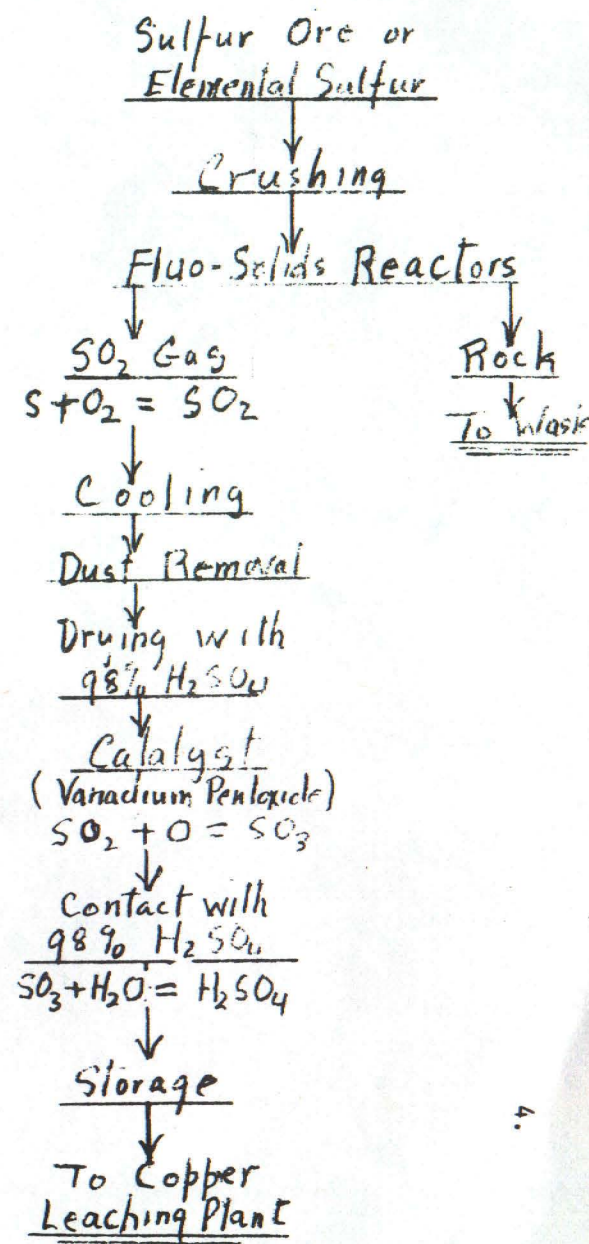 Sulfur Ore or
Elemental Sulfur
Crushing
Fluo-Solids Reactors
SO₂ Gas
S+O₂ = SO₂
Rock
To Waste
Cooling
Dust Removal
Drying with
98% H₂SO₄
Catalyst
(Vanadium Pentoxide)
SO₂ + O = SO₃
Contact with
98% H₂SO₄
SO₃+H₂O = H₂SO₄
Storage
4.
To Copper
Leaching Plant